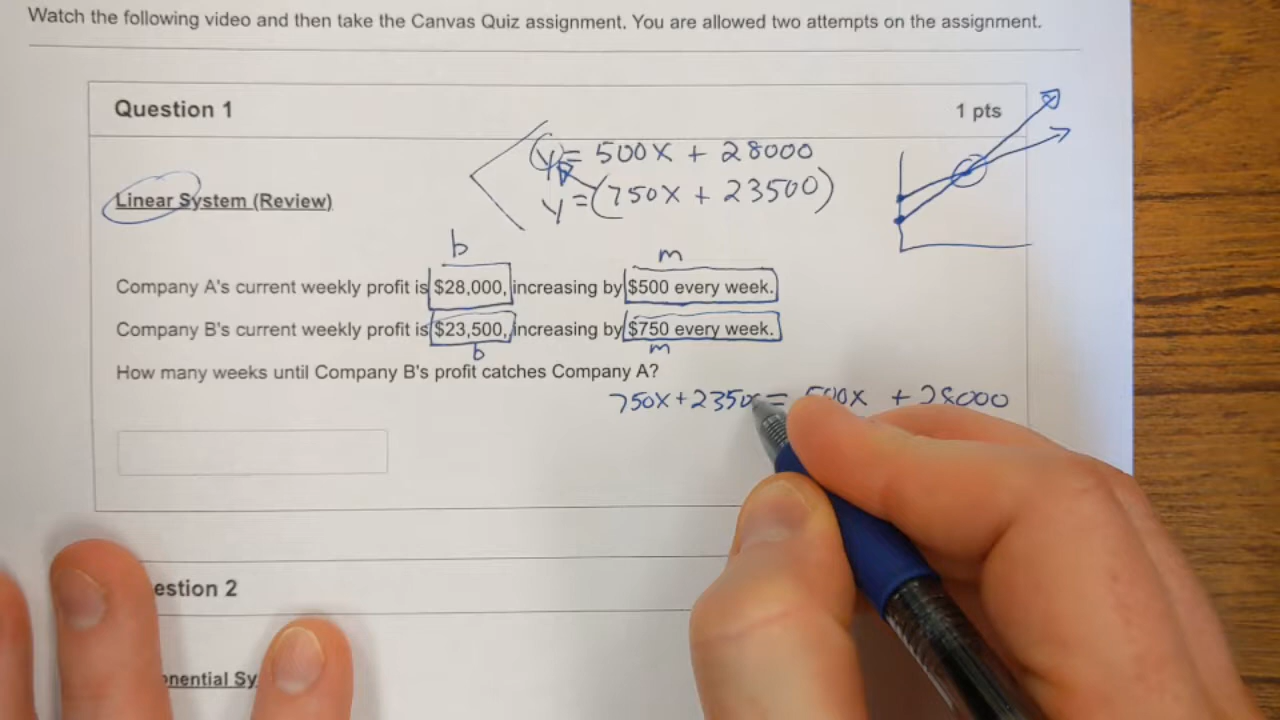 Watch the following video and then take the Canvas Quiz assignment. You are allowed two attempts on the assignment.
Question 1
1 pts
y = 500x + 28000
y = (750x + 23500)
Linear System (Review)
b
m
Company A's current weekly profit is $28,000, increasing by $500 every week.
Company B's current weekly profit is $23,500, increasing by $750 every week.
b
m
How many weeks until Company B's profit catches Company A?
750x + 23500 = 500x + 28000
estion 2
nential Sy